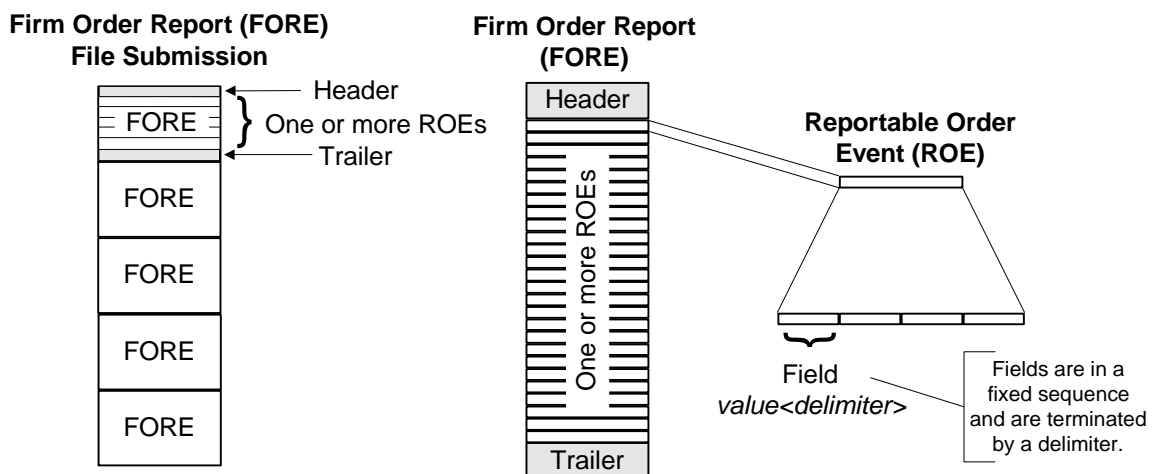 Firm Order Report (FORE)
File Submission
Header
FORE
One or more ROEs
Trailer
FORE
FORE
FORE
FORE
Firm Order Report
(FORE)
Header
One or more ROEs
Trailer
Reportable Order
Event (ROE)
Field
value<delimiter>
Fields are in a
fixed sequence
and are terminated
by a delimiter.